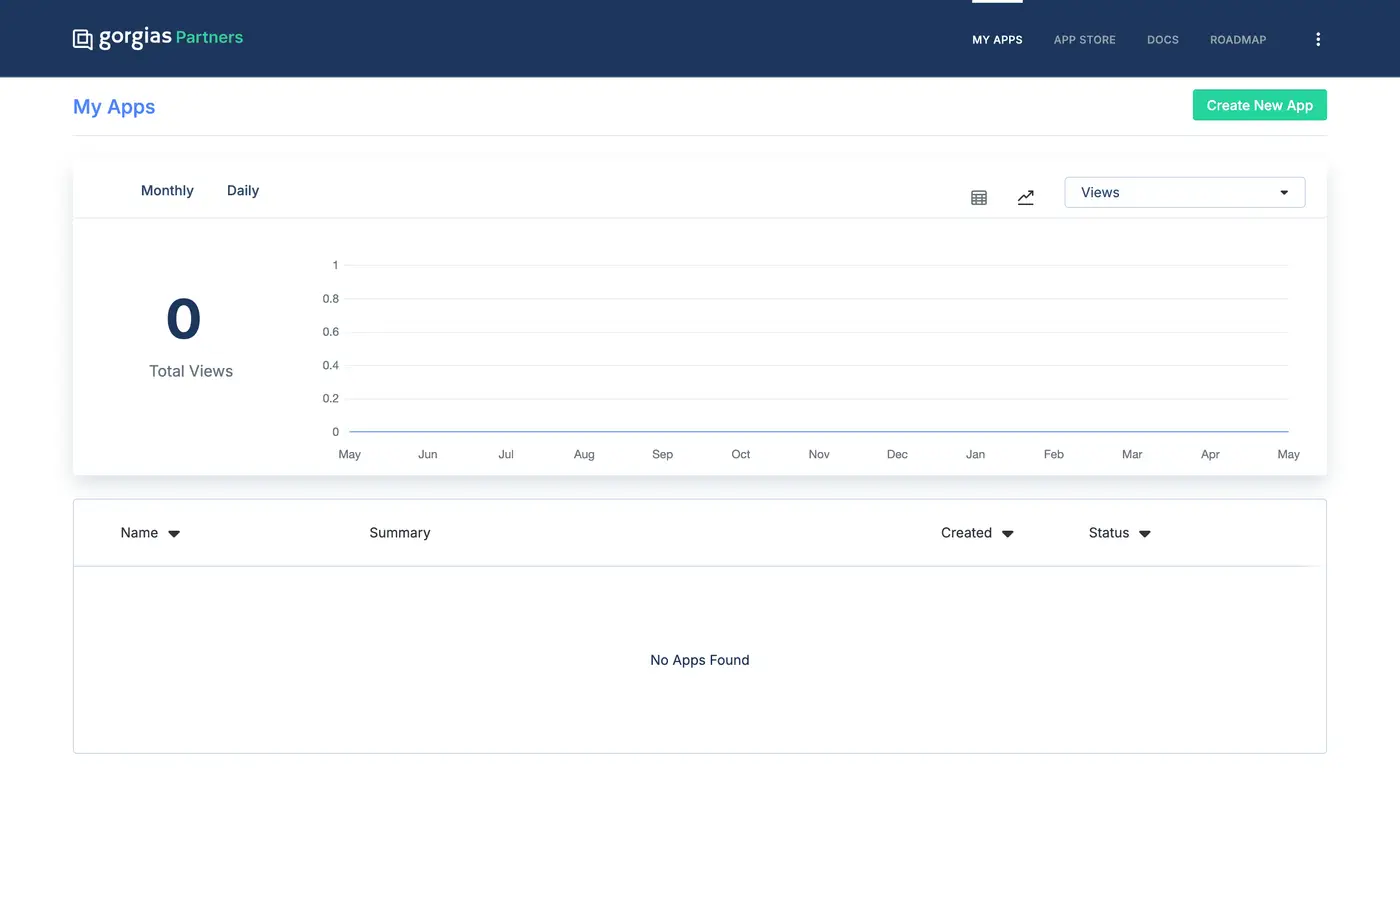 gorgias Partners
MY APPS APP STORE DOCS ROADMAP
My Apps
Create New App
Monthly Daily
Views
0
Total Views
1
0.8
0.6
0.4
0.2
0
May Jun Jul Aug Sep Oct Nov Dec Jan Feb Mar Apr May
Name Summary Created Status
No Apps Found